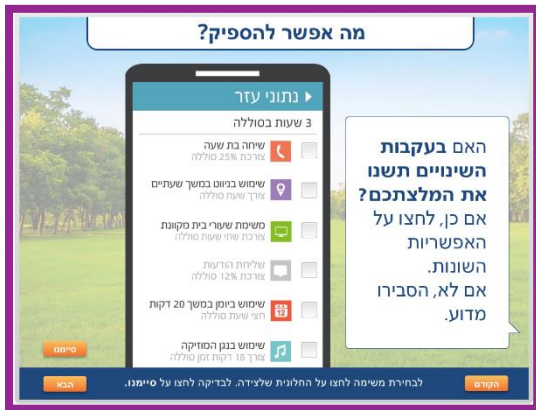 מה אפשר להספיק?
נתוני עזר
3 שעות בסוללה
שיחה בת שעה
צורכת 25% סוללה
שימוש בניווט במשך שעתיים
צורך שעת סוללה
משימת שעורי בית מקוונת
צורכת שתי שעות סוללה
שליחת הודעות
צורכת 12% סוללה
שימוש ביומן במשך 20 דקות
חצי שעת סוללה
12
שימוש בנגן המוזיקה
צורך 18 דקות זמן סוללה
האם בעקבות
השינויים תשנו
את המלצתכם?
אם כן, לחצו על
האפשריות
השונות.
אם לא, הסבירו
מדוע.
סיימנו
הקודם
לבחירת משימה לחצו על החלונית שלצידה. לבדיקה לחצו על סיימנו.
הבא